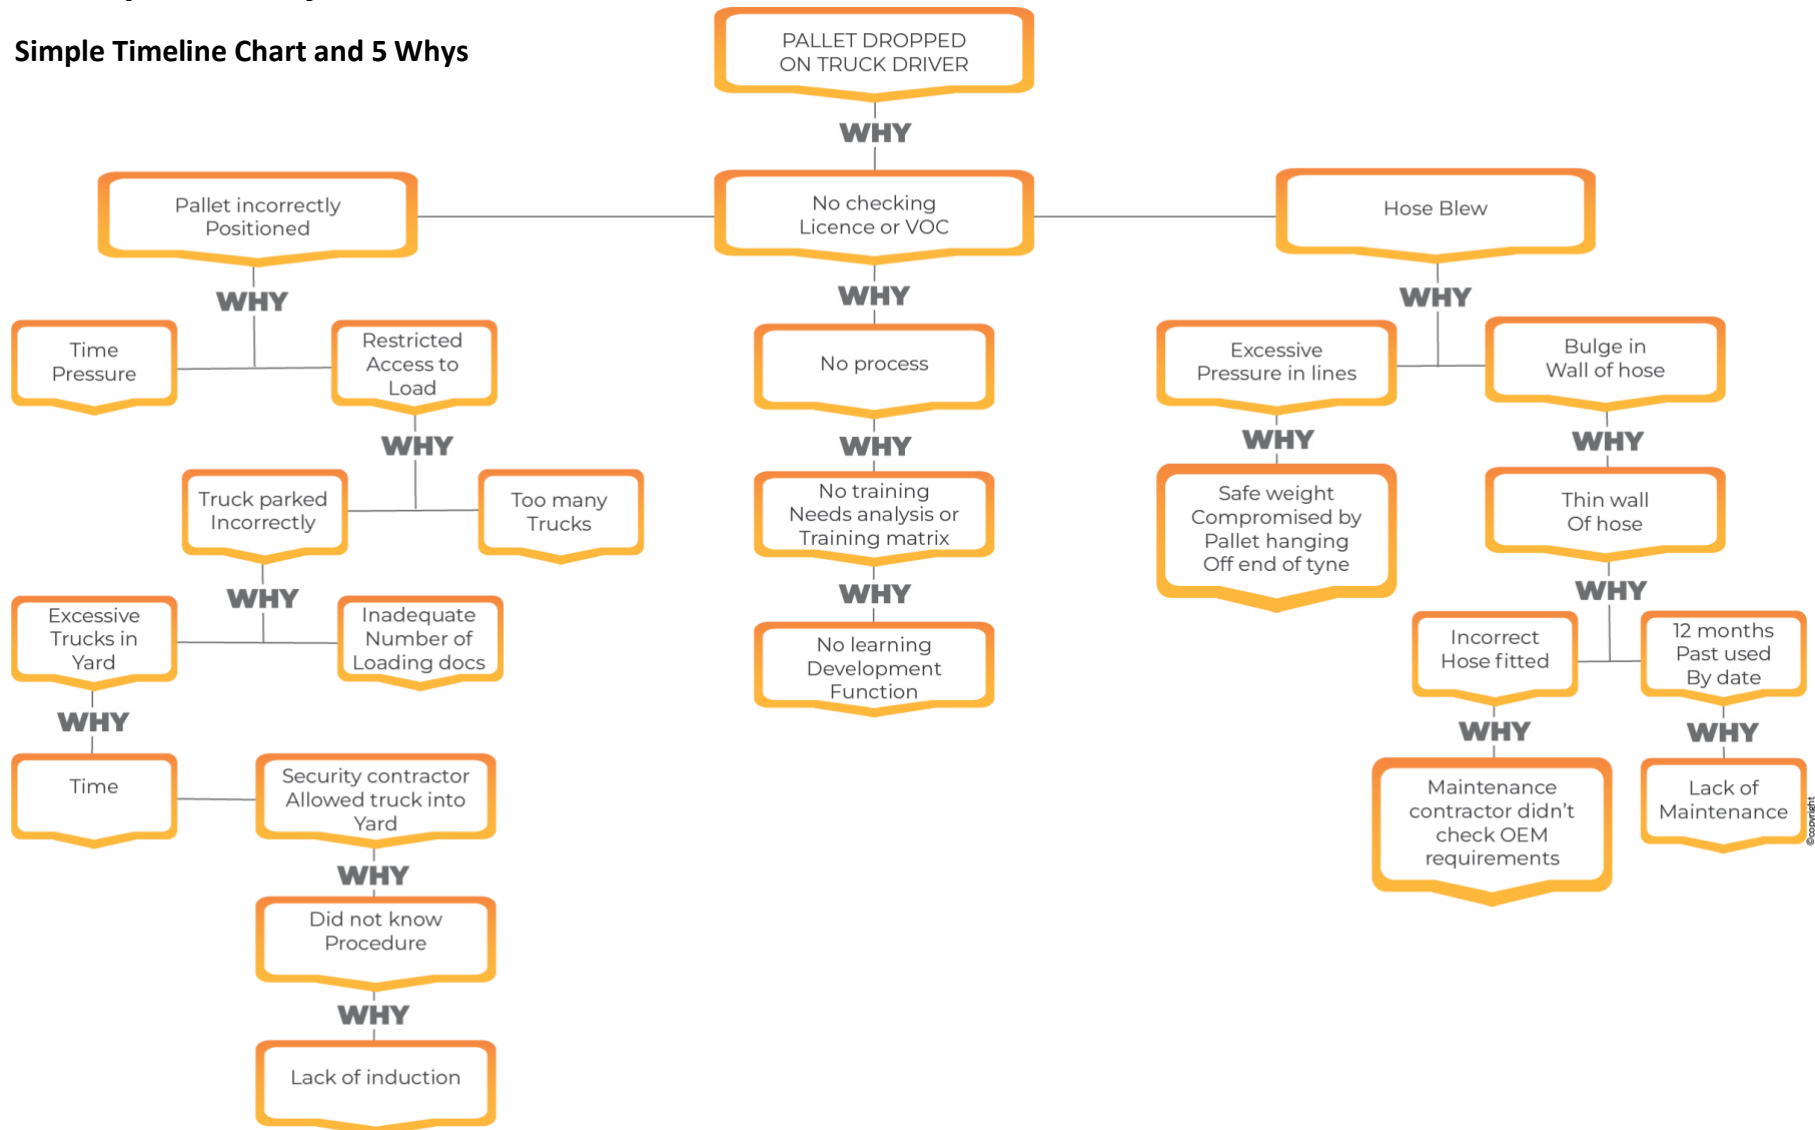 Simple Timeline Chart and 5 Whys
PALLET DROPPED
ON TRUCK DRIVER
WHY
Pallet incorrectly
Positioned
No checking
Licence or VOC
Hose Blew
WHY
Time
Pressure
Restricted
Access to
Load
WHY
Truck parked
Incorrectly
Too many
Trucks
WHY
Excessive
Trucks in
Yard
Inadequate
Number of
Loading docs
WHY
Time
Security contractor
Allowed truck into
Yard
WHY
Did not know
Procedure
WHY
Lack of induction
WHY
No process
WHY
No training
Needs analysis or
Training matrix
WHY
No learning
Development
Function
WHY
Excessive
Pressure in lines
Bulge in
Wall of hose
WHY
Safe weight
Compromised by
Pallet hanging
Off end of tyne
WHY
Thin wall
Of hose
WHY
Incorrect
Hose fitted
12 months
Past used
By date
WHY
Maintenance
contractor didn't
check OEM
requirements
WHY
Lack of
Maintenance
©copyright